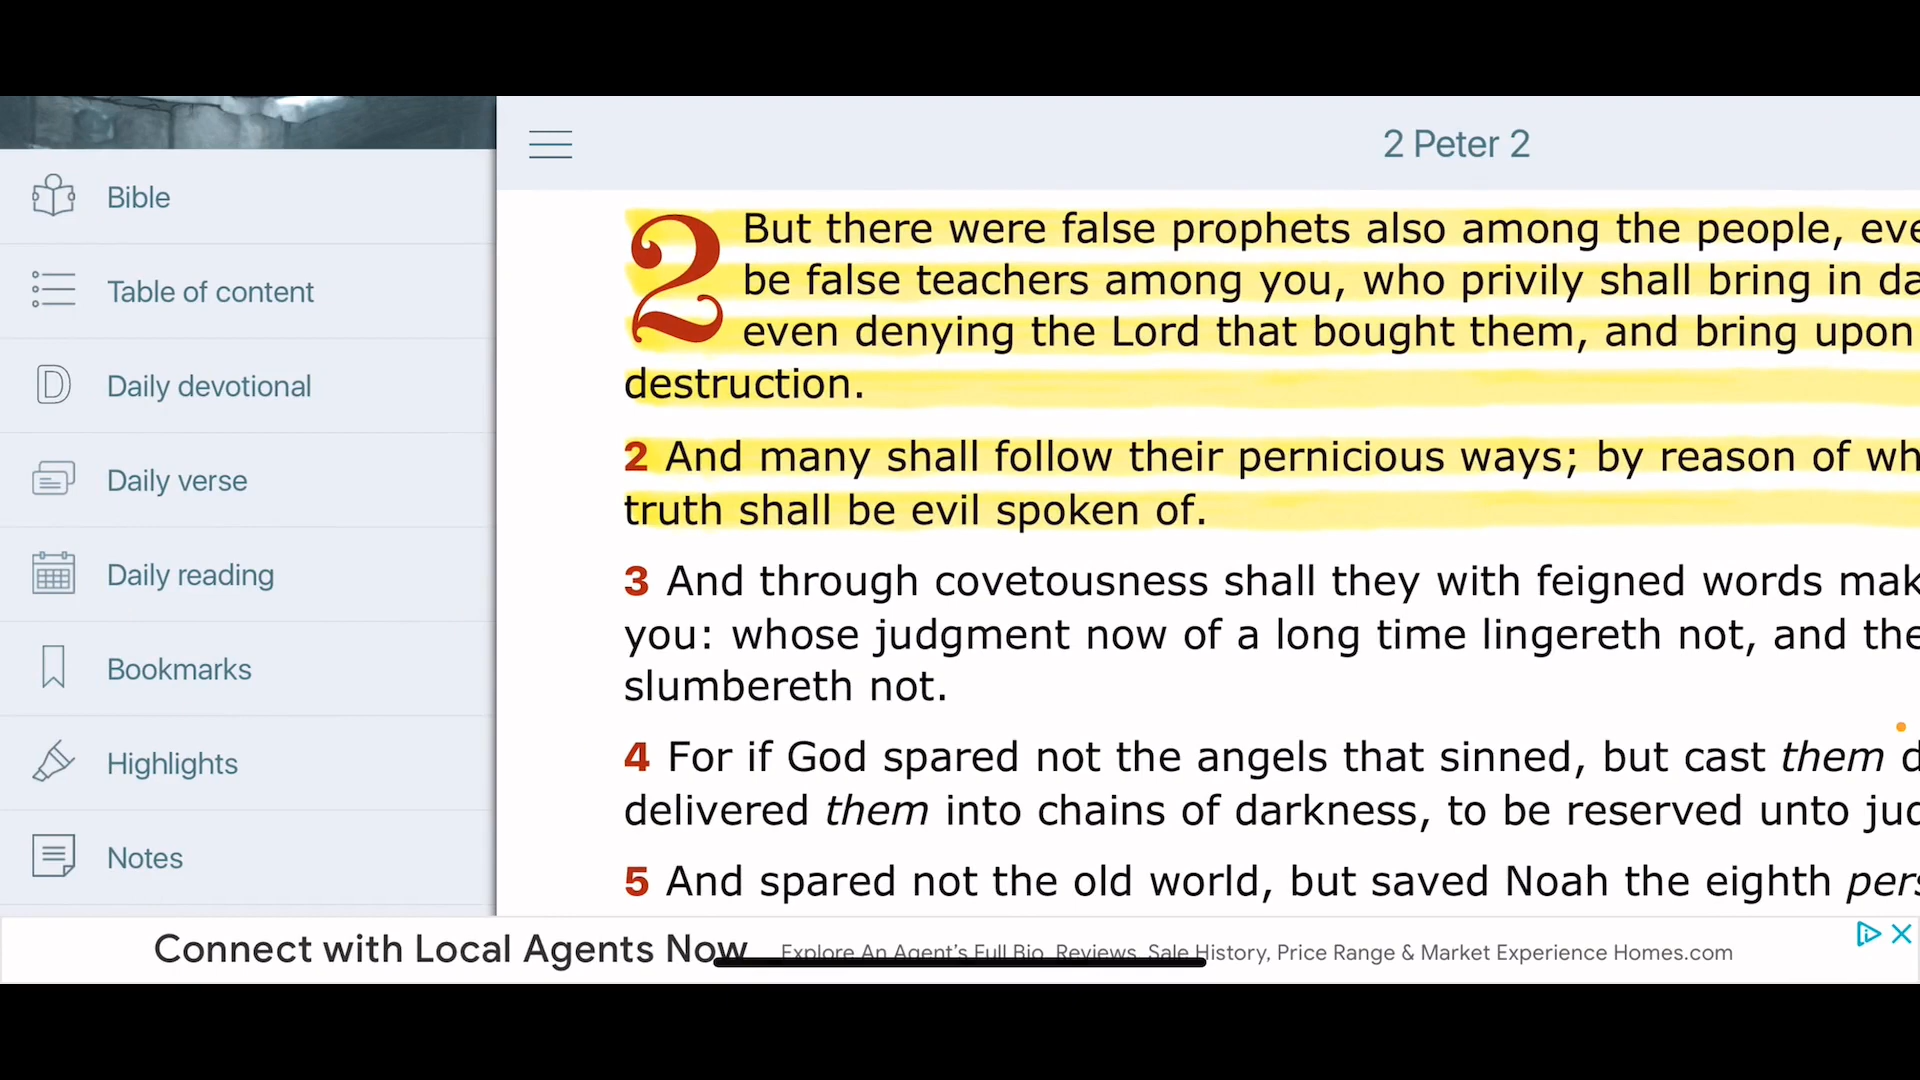 Bible
Table of content
Daily devotional
Daily verse
Daily reading
Bookmarks
Highlights
Notes
2 Peter 2
2 But there were false prophets also among the people,
be false teachers among you, who privily shall bring in
even denying the Lord that bought them, and bring upon
destruction.
2 And many shall follow their pernicious ways; by reason of
truth shall be evil spoken of.
3 And through covetousness shall they with feigned words
you: whose judgment now of a long time lingereth not, and
slumbereth not.
4 For if God spared not the angels that sinned, but cast them
delivered them into chains of darkness, to be reserved unto
5 And spared not the old world, but saved Noah the eighth
Connect with Local Agents Now Explore An Agent's Full Bio, Reviews, Sale History, Price Range & Market Experience Homes.com